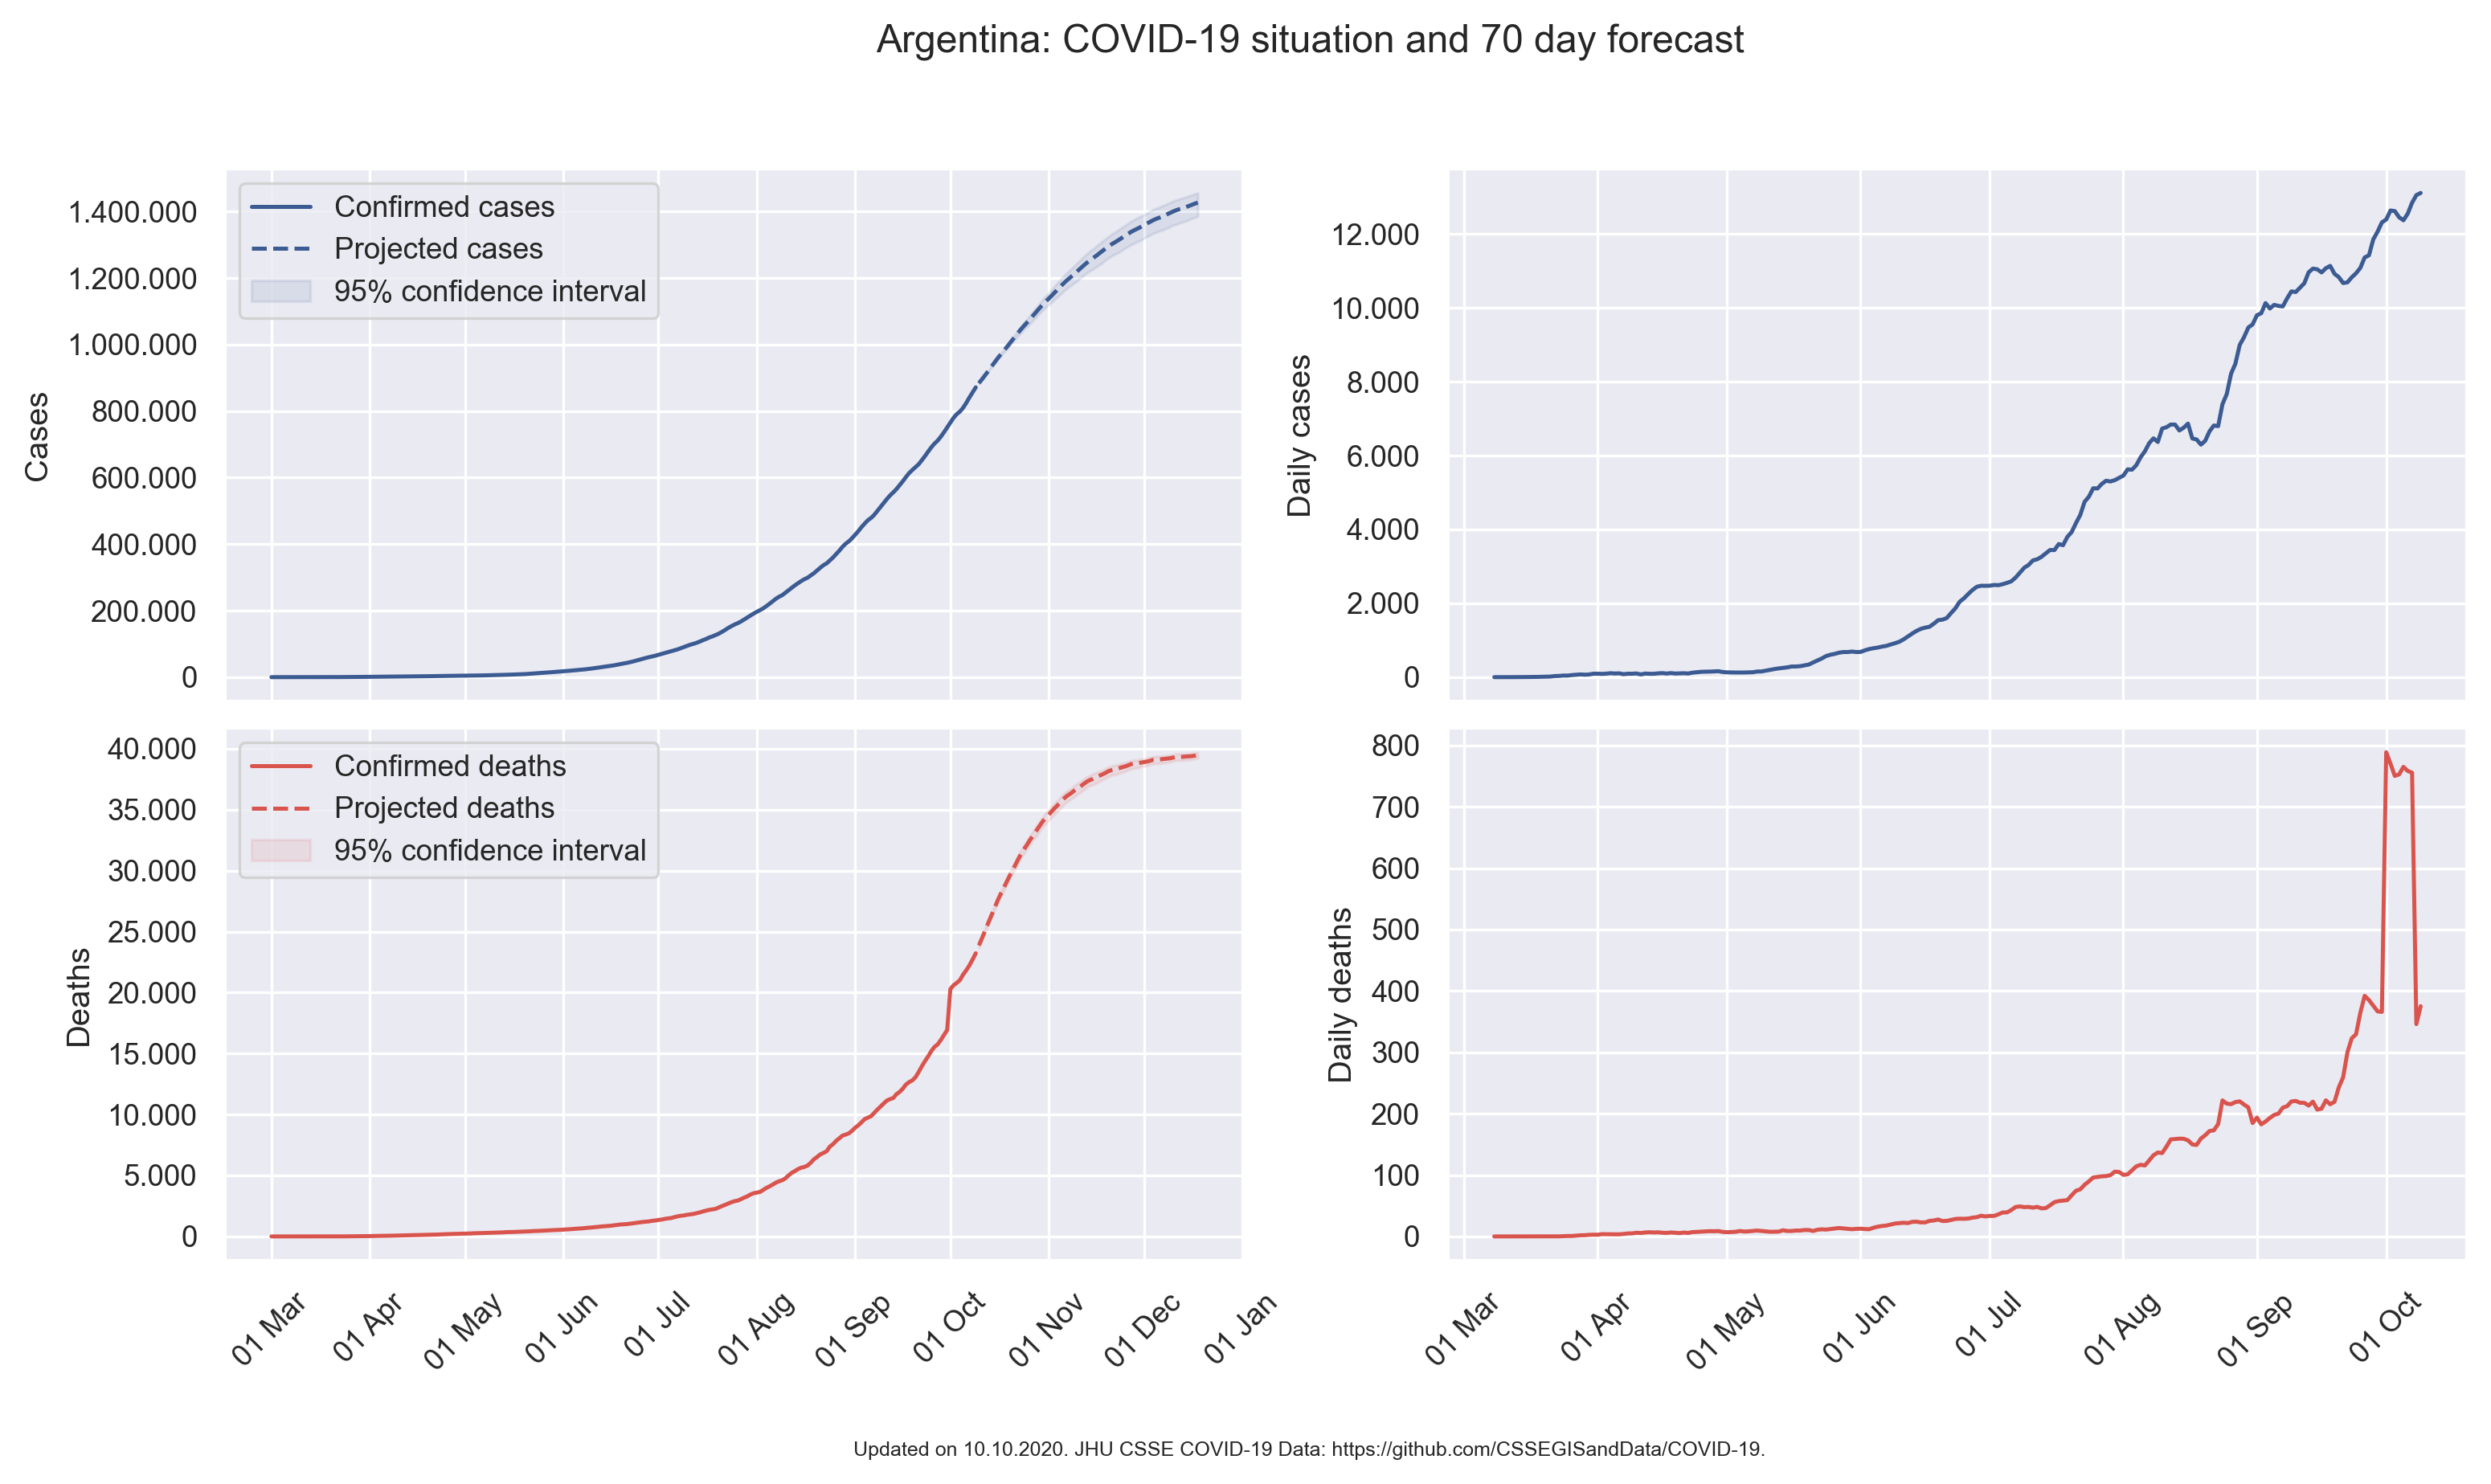 Argentina: COVID-19 situation and 70 day forecast
Cases
1.400.000
1.200.000
1.000.000
800.000
600.000
400.000
200.000
0
Confirmed cases
Projected cases
95% confidence interval
Daily cases
12.000
10.000
8.000
6.000
4.000
2.000
0
Deaths
40.000
35.000
30.000
25.000
20.000
15.000
10.000
5.000
0
Confirmed deaths
Projected deaths
95% confidence interval
01 Mar
01 Apr
01 May
01 Jun
01 Jul
01 Aug
01 Sep
01 Oct
01 Nov
01 Dec
01 Jan
Daily deaths
800
700
600
500
400
300
200
100
0
01 Mar
01 Apr
01 May
01 Jun
01 Jul
01 Aug
01 Sep
01 Oct
Updated on 10.10.2020. JHU CSSE COVID-19 Data: https://github.com/CSSEGISandData/COVID-19.